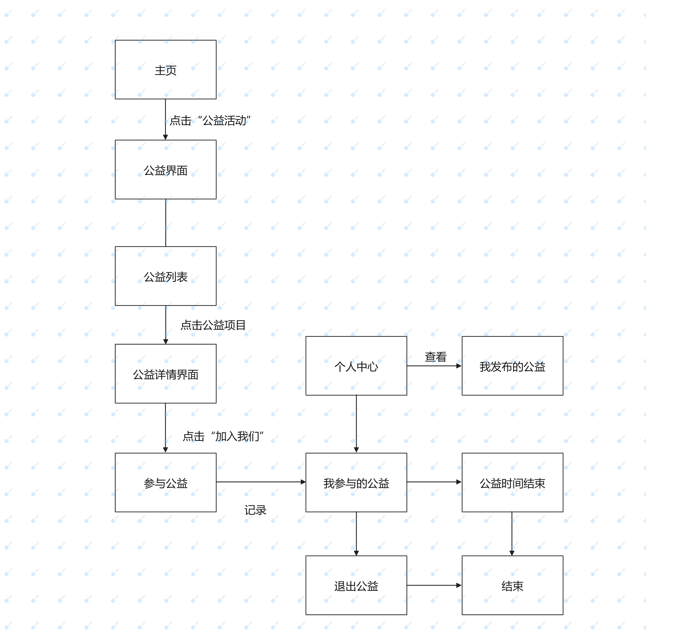 主页
点击“公益活动”
公益界面
公益列表
点击公益项目
公益详情界面
个人中心
查看
我发布的公益
点击“加入我们”
参与公益
记录
我参与的公益
公益时间结束
退出公益
结束